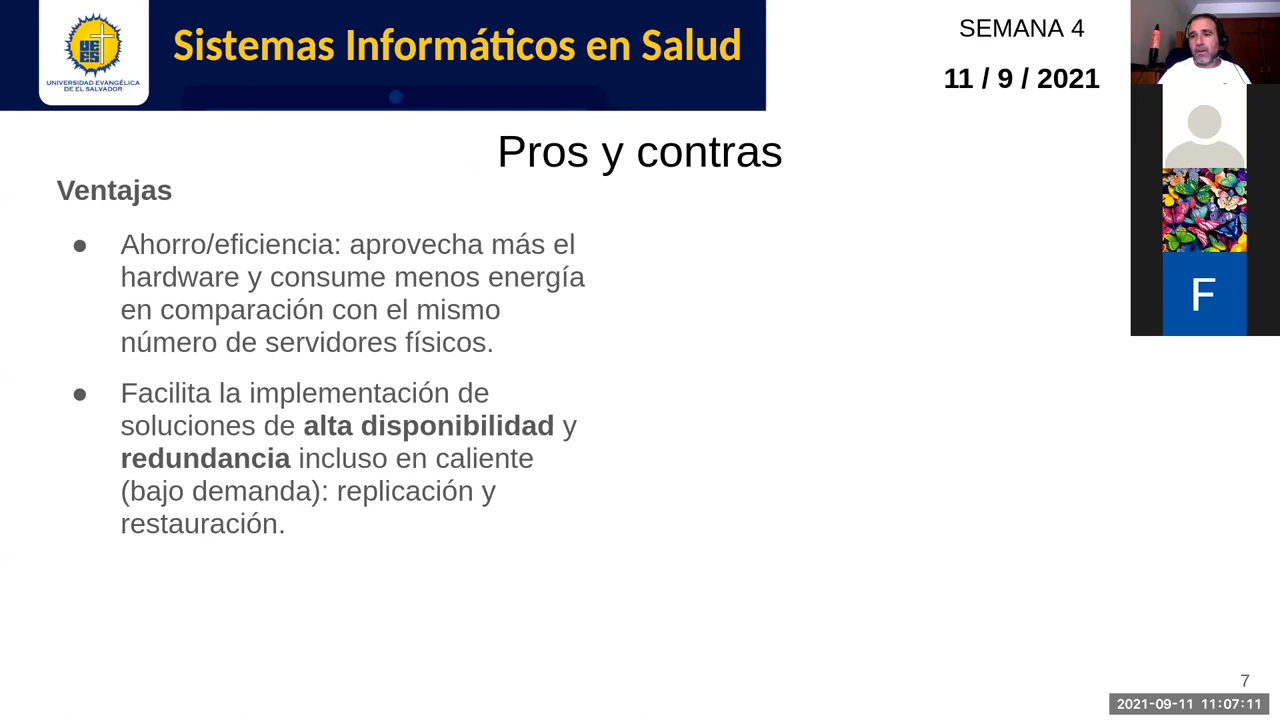 UNIVERSIDAD EVANGÉLICA
DE EL SALVADOR
Sistemas Informáticos en Salud
SEMANA 4
11 / 9 / 2021
Pros y contras
Ventajas
● Ahorro/eficiencia: aprovecha más el
hardware y consume menos energía
en comparación con el mismo
número de servidores físicos.
● Facilita la implementación de
soluciones de alta disponibilidad y
redundancia incluso en caliente
(bajo demanda): replicación y
restauración.
F
7
2021-09-11 11:07:11